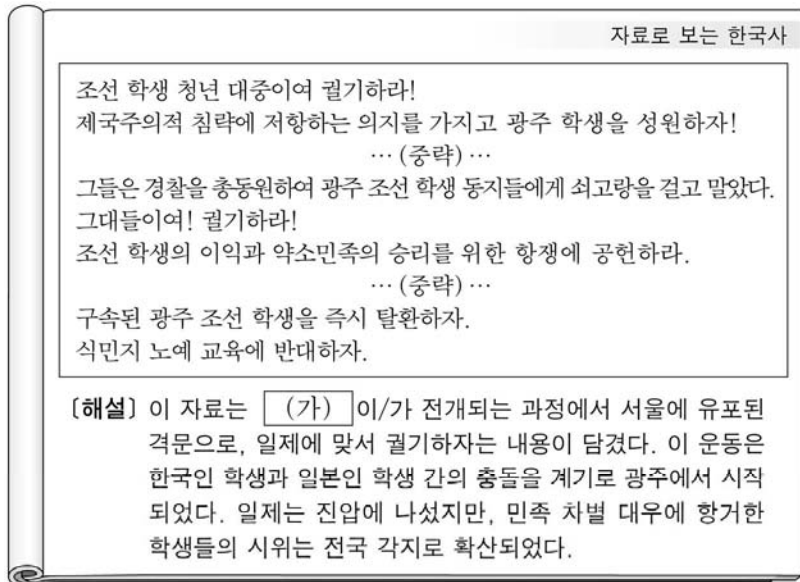 자료로 보는 한국사
조선 학생 청년 대중이여 궐기하라!
제국주의적 침략에 저항하는 의지를 가지고 광주 학생을 성원하자!
… (중략) …
그들은 경찰을 총동원하여 광주 조선 학생 동지들에게 쇠고랑을 걸고 말았다.
그대들이여! 궐기하라!
조선 학생의 이익과 약소민족의 승리를 위한 항쟁에 공헌하라.
… (중략) …
구속된 광주 조선 학생을 즉시 탈환하자.
식민지 노예 교육에 반대하자.
[해설] 이 자료는 (가) 이/가 전개되는 과정에서 서울에 유포된
격문으로, 일제에 맞서 궐기하자는 내용이 담겼다. 이 운동은
한국인 학생과 일본인 학생 간의 충돌을 계기로 광주에서 시작
되었다. 일제는 진압에 나섰지만, 민족 차별 대우에 항거한
학생들의 시위는 전국 각지로 확산되었다.